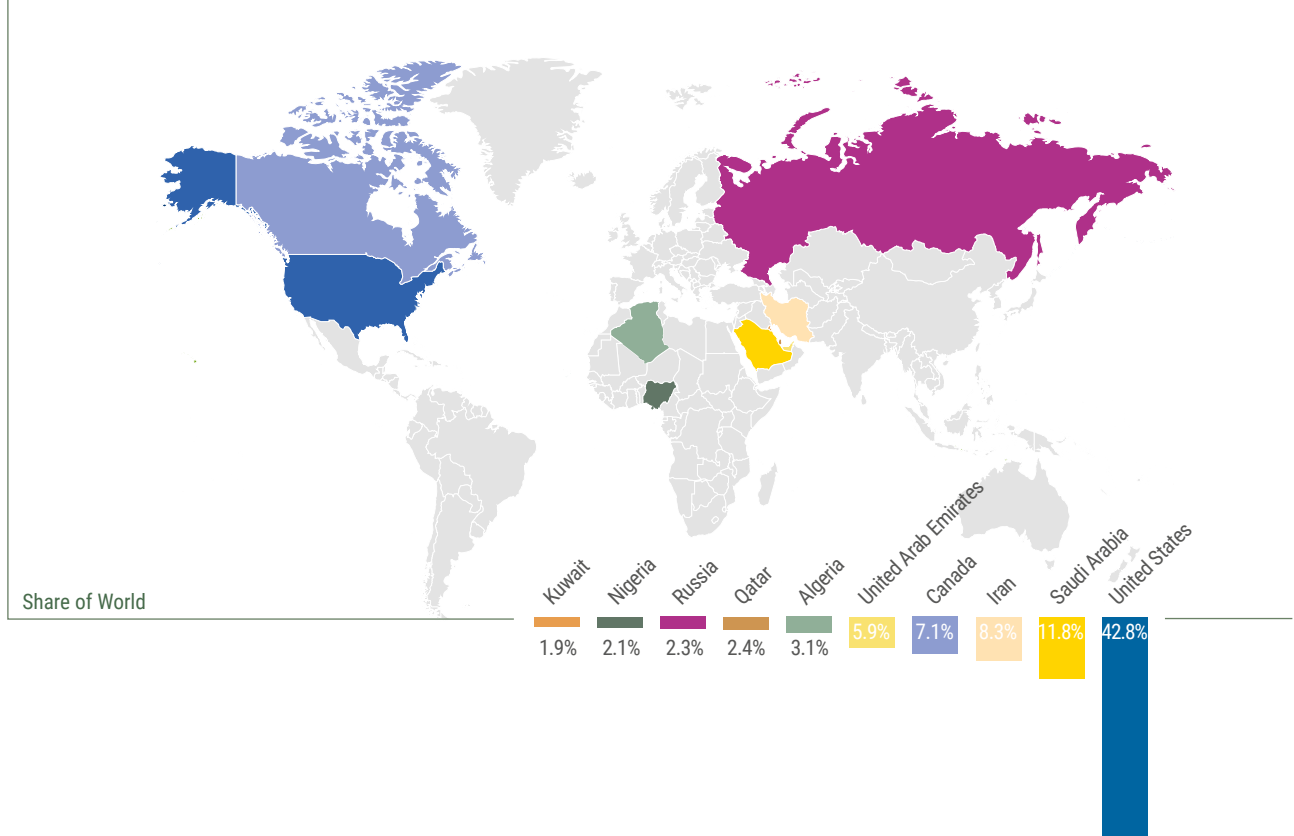 Share of World
Kuwait
Nigeria
Russia
Qatar
Algeria
United Arab Emirates
Canada
Iran
Saudi Arabia
United States
1.9%
2.1%
2.3%
2.4%
3.1%
5.9%
7.1%
8.3%
11.8%
42.8%